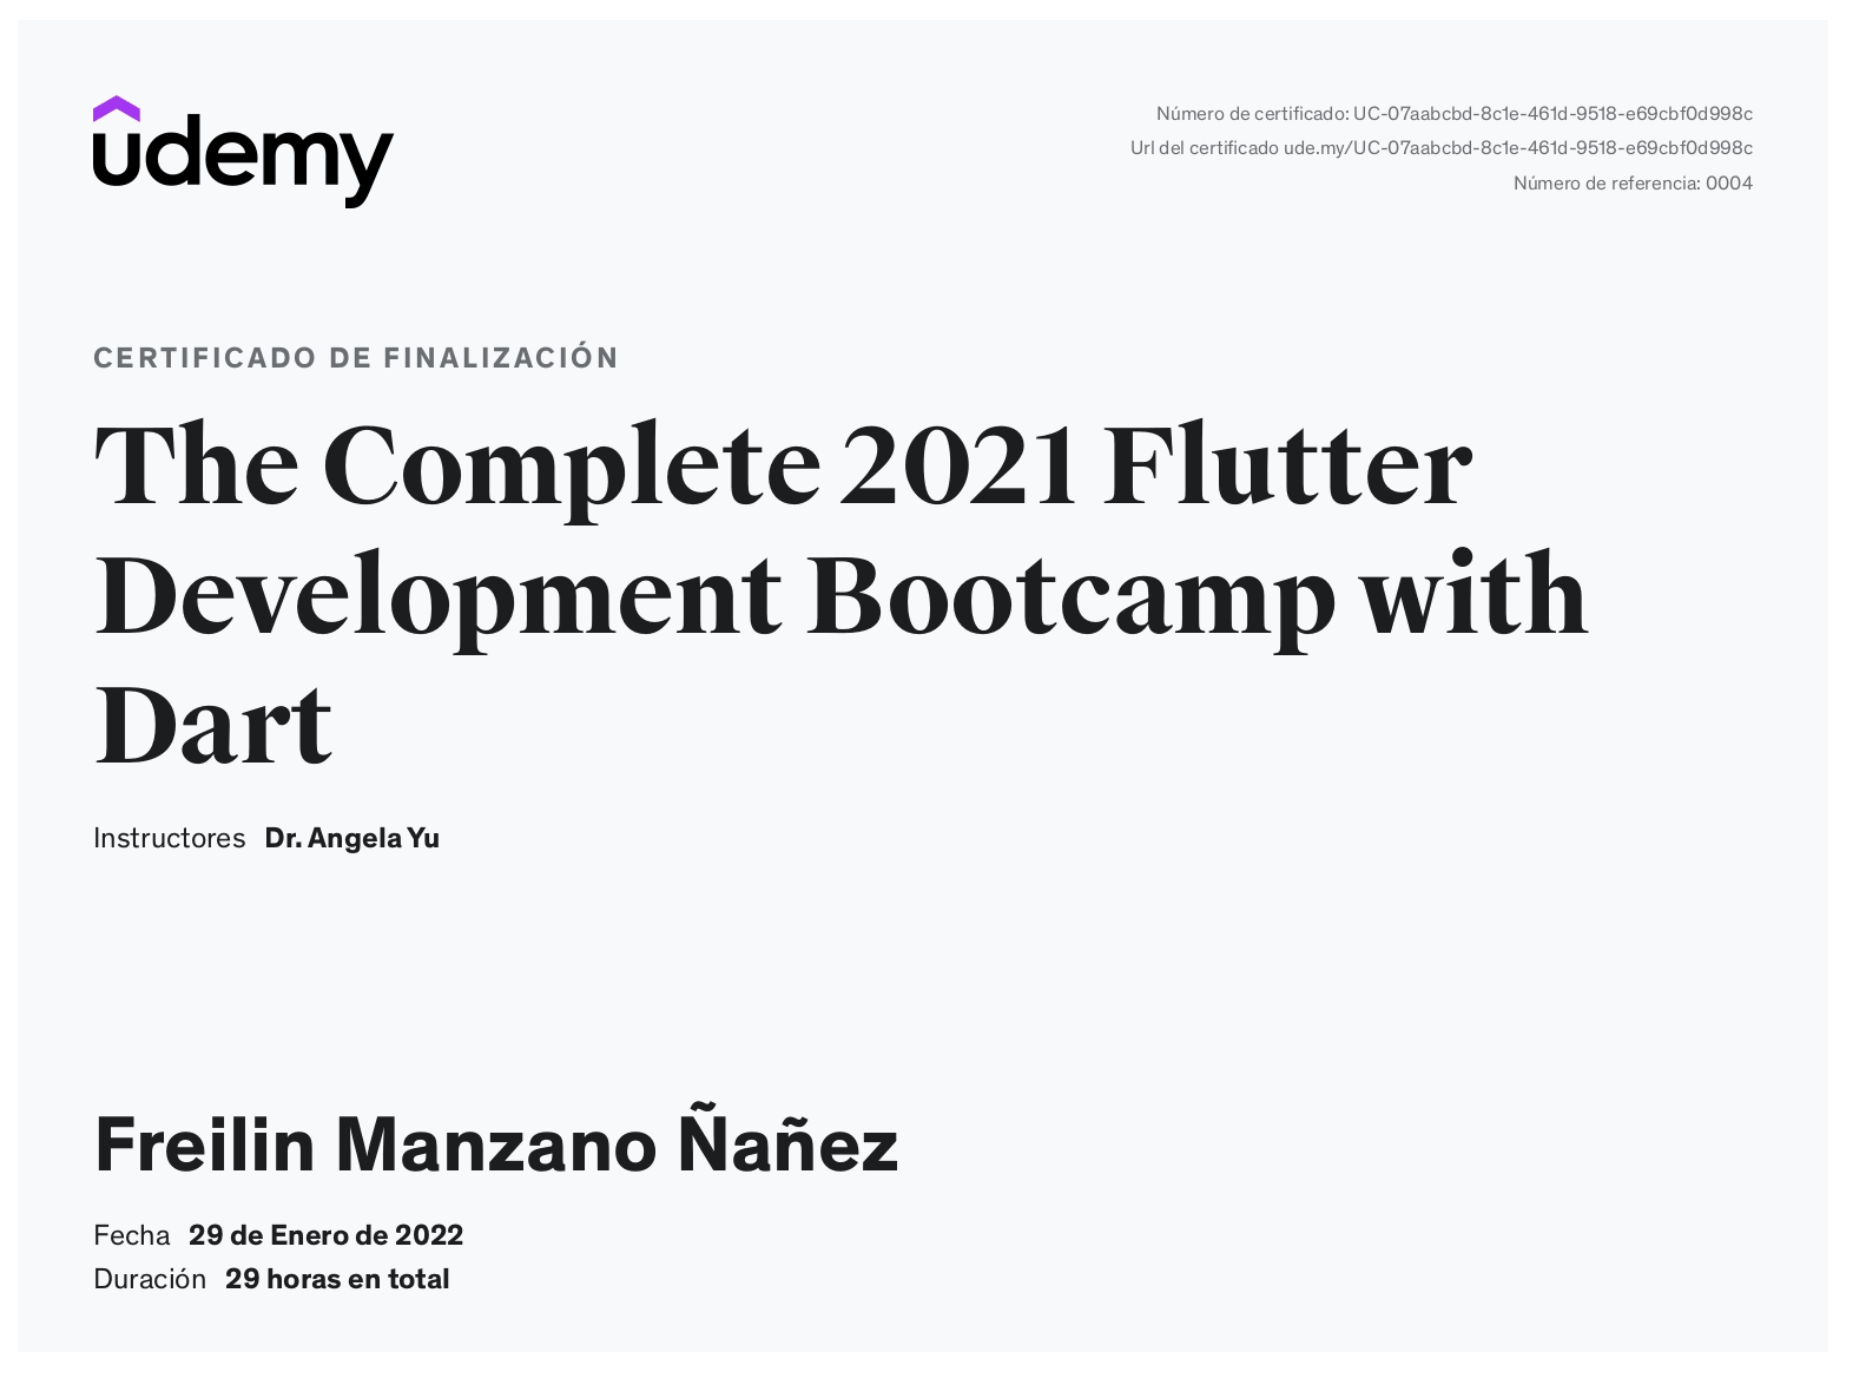 udemy
Número de certificado: UC-07aabcbd-8c1e-461d-9518-e69cbf0d998c
Url del certificado ude.my/UC-07aabcbd-8c1e-461d-9518-e69cbf0d998c
Número de referencia: 0004
CERTIFICADO DE FINALIZACIÓN
The Complete 2021 Flutter
Development Bootcamp with
Dart
Instructores Dr. Angela Yu
Freilin Manzano Ñañez
Fecha 29 de Enero de 2022
Duración 29 horas en total